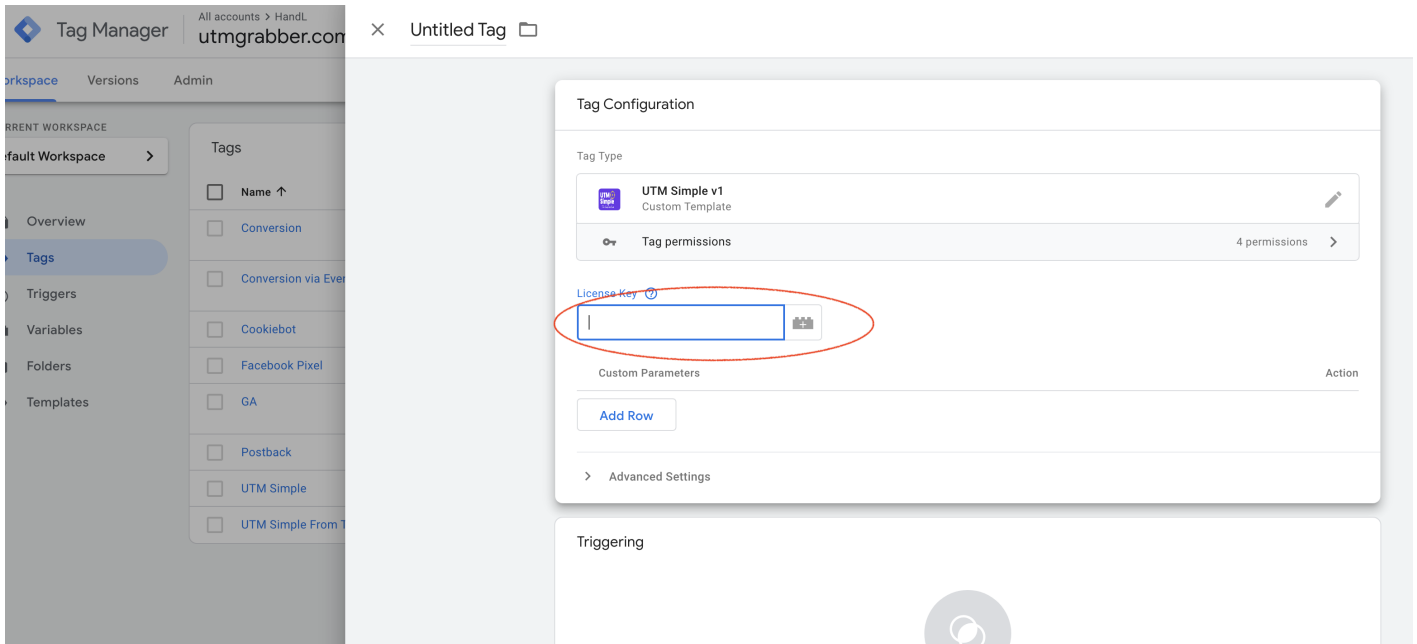 Tag Manager
All accounts > HandL
utmgrabber.com
Untitled Tag
orkspace
Versions
Admin
RRENT WORKSPACE
efault Workspace
Overview
Tags
Triggers
Variables
Folders
Templates
Tags
Name
Conversion
Conversion via Ever
Cookiebot
Facebook Pixel
GA
Postback
UTM Simple
UTM Simple From T
Tag Configuration
Tag Type
UTM Simple
UTM Simple v1
Custom Template
Tag permissions
4 permissions
License Key
Custom Parameters
Action
Add Row
Advanced Settings
Triggering